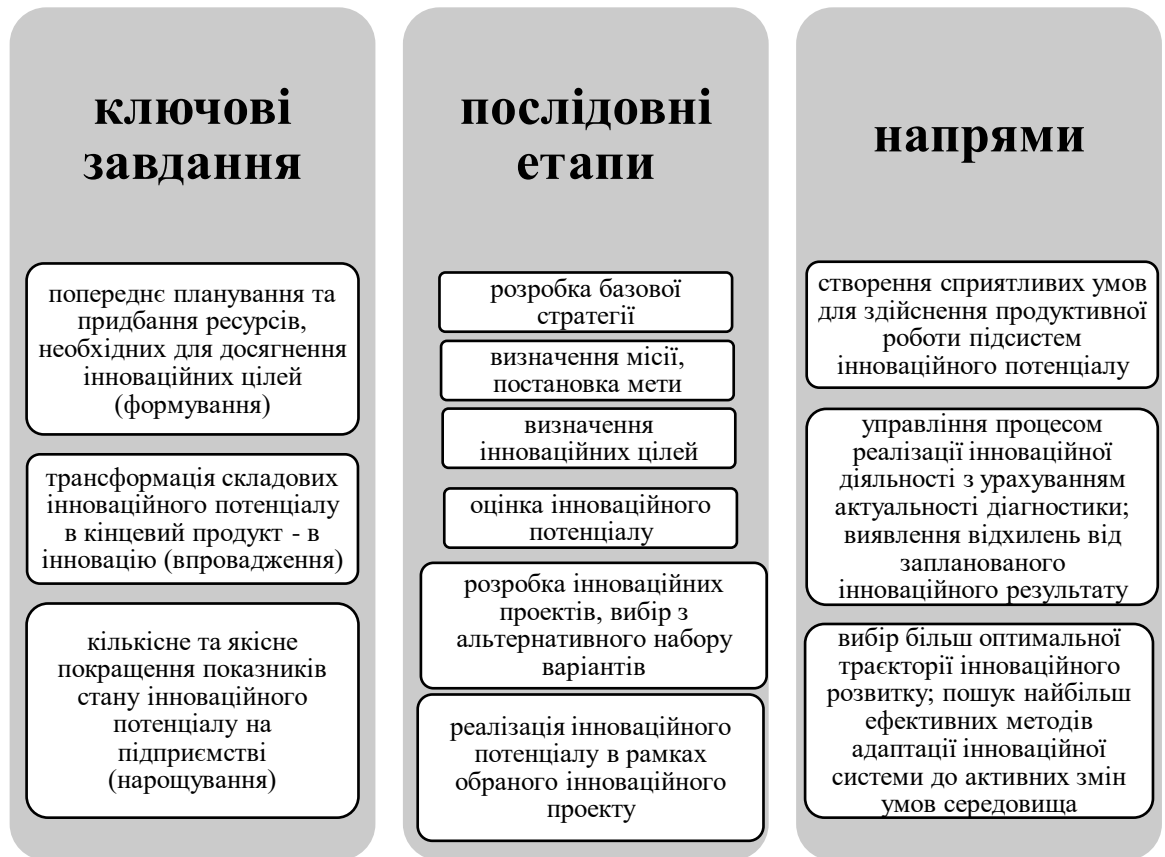 ключові
завдання
попереднє планування та
придбання ресурсів,
необхідних для досягнення
інноваційних цілей
(формування)
трансформація складових
інноваційного потенціалу
в кінцевий продукт - в
інновацію (впровадження)
кількісне та якісне
покращення показників
стану інноваційного
потенціалу на
підприємстві
(нарощування)
послідовні
етапи
розробка базової
стратегії
визначення місії,
постановка мети
визначення
інноваційних цілей
оцінка інноваційного
потенціалу
розробка інноваційних
проектів, вибір з
альтернативного набору
варіантів
реалізація інноваційного
потенціалу в рамках
обраного інноваційного
проекту
напрями
створення сприятливих умов
для здійснення продуктивної
роботи підсистем
інноваційного потенціалу
управління процесом
реалізації інноваційної
діяльності з урахуванням
актуальності діагностики;
виявлення відхилень від
запланованого
інноваційного результату
вибір більш оптимальної
траєкторії інноваційного
розвитку; пошук найбільш
ефективних методів
адаптації інноваційної
системи до активних змін
умов середовища